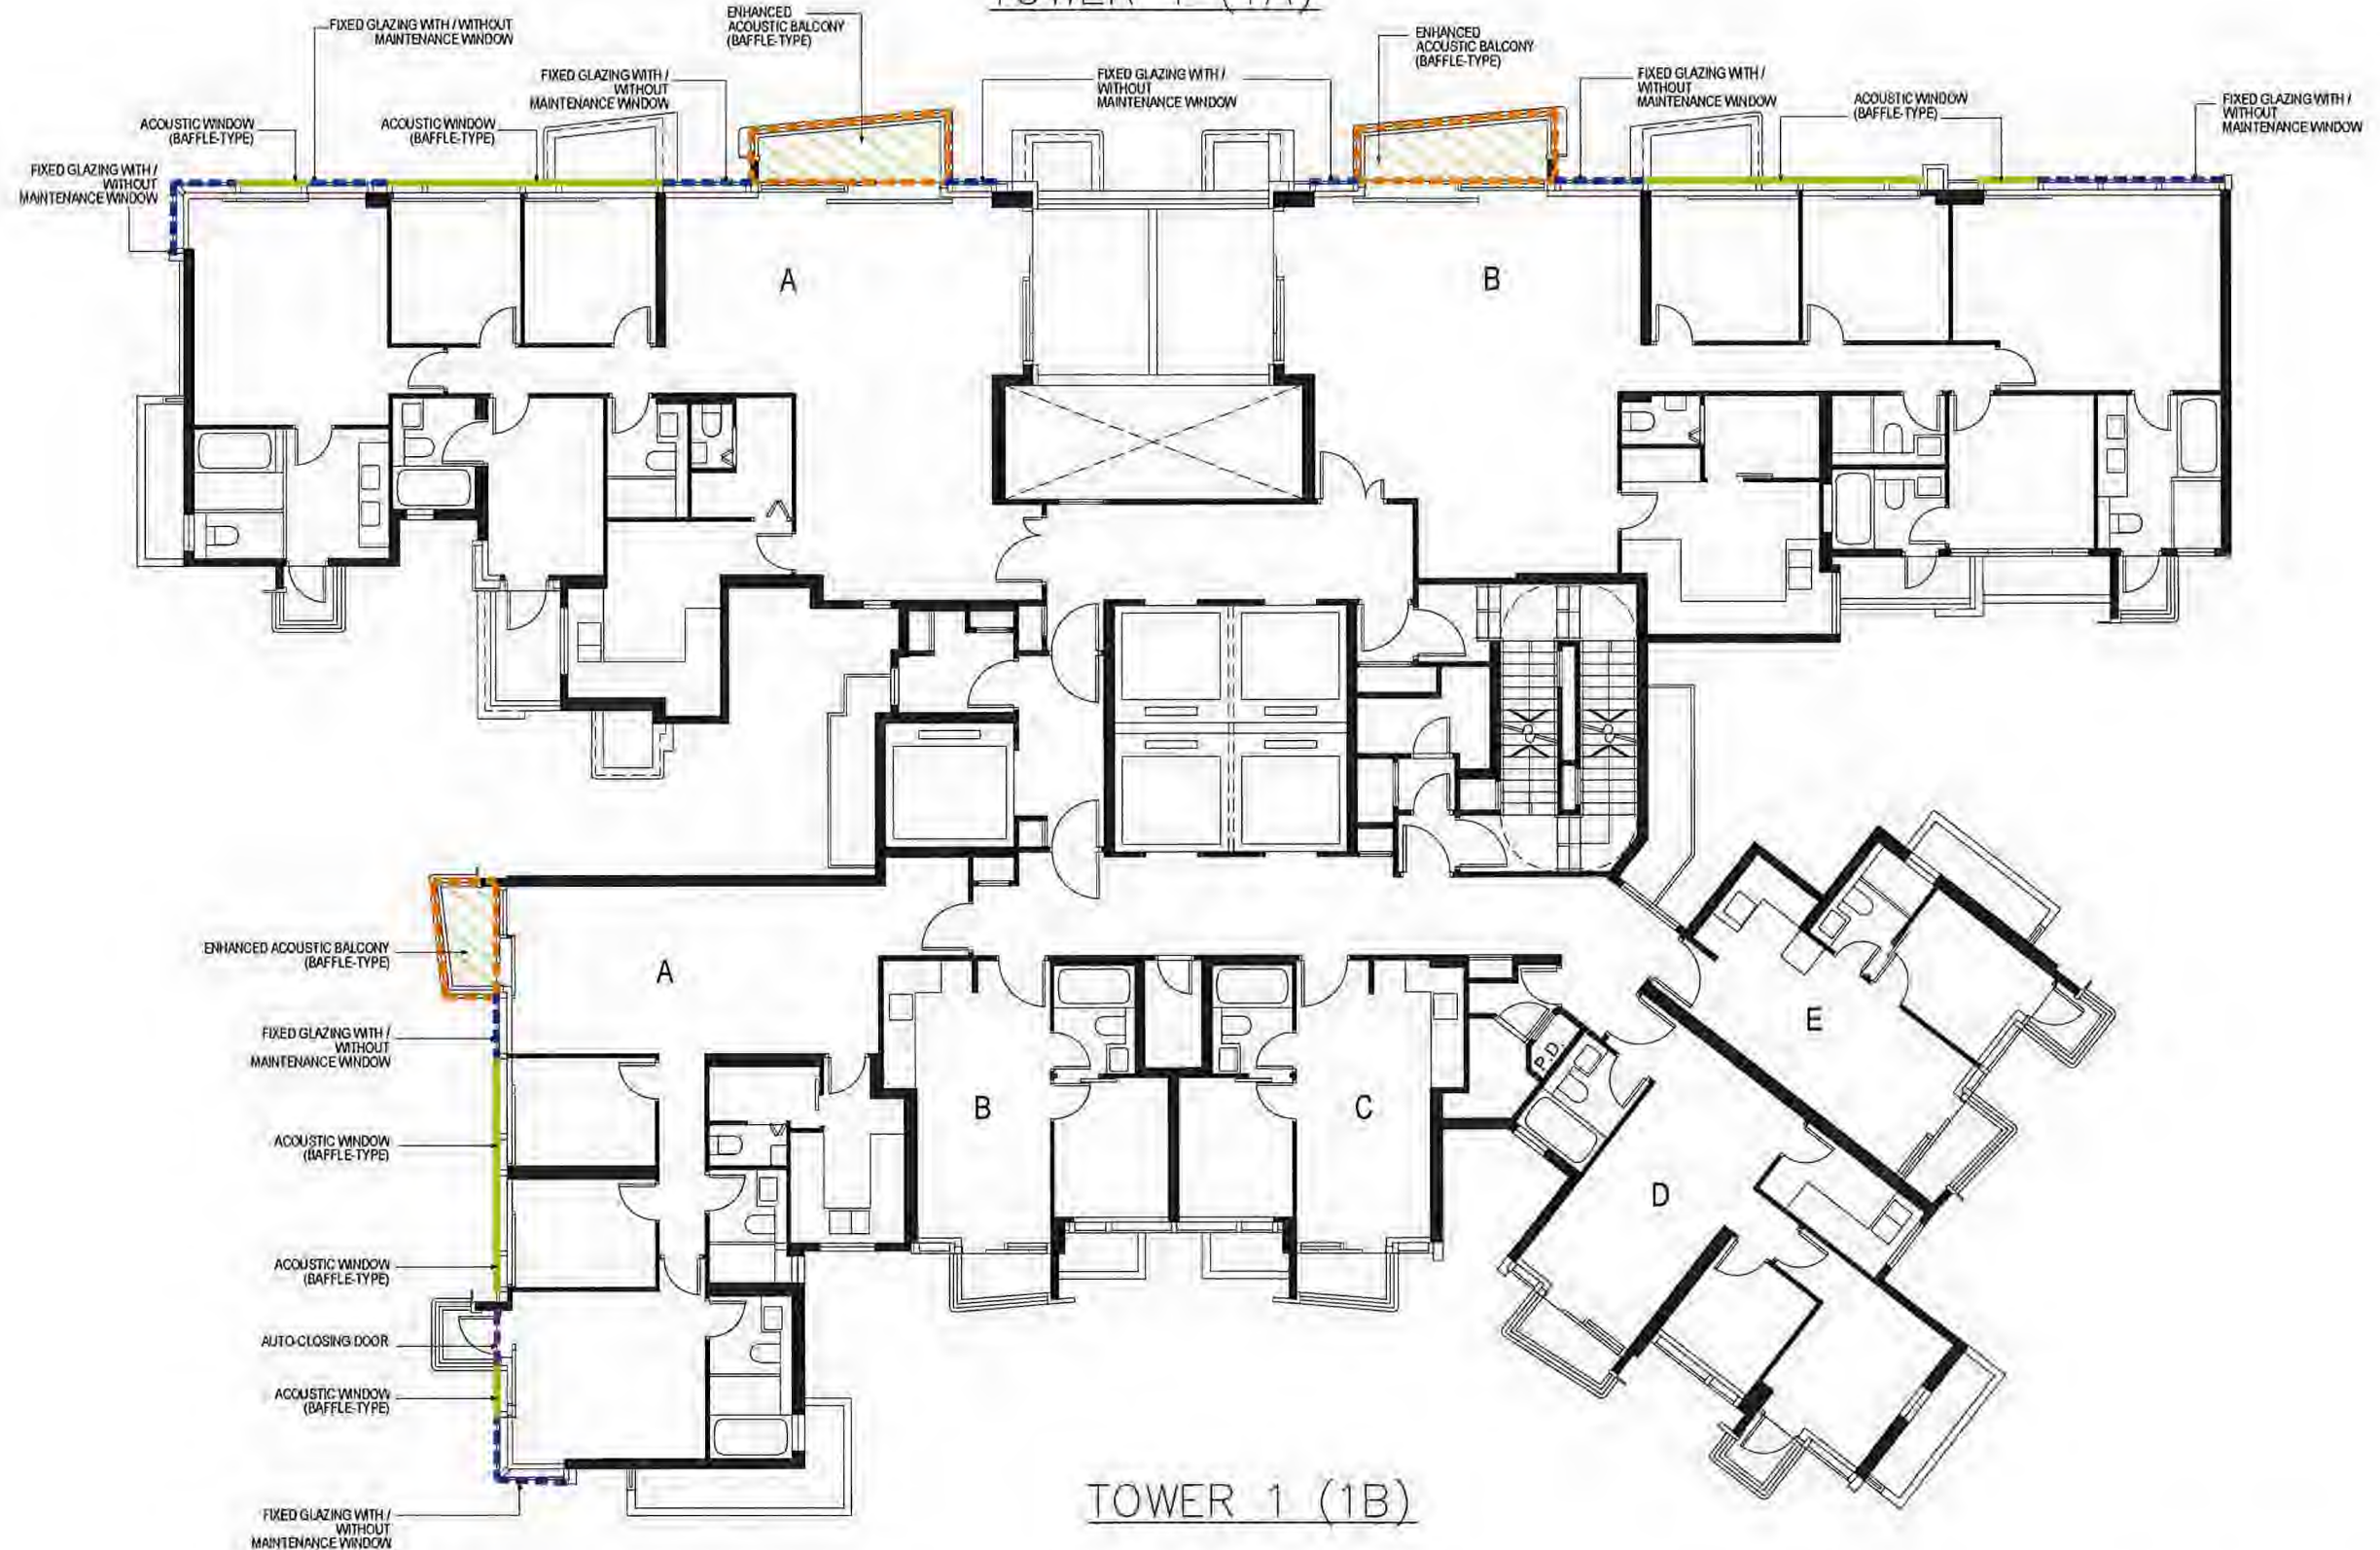 TOWER 1 (1A)
FIXED GLAZING WITH / WITHOUT
MAINTENANCE WINDOW
ENHANCED
ACOUSTIC BALCONY
(BAFFLE-TYPE)
ENHANCED
ACOUSTIC BALCONY
(BAFFLE-TYPE)
FIXED GLAZING WITH /
WITHOUT
MAINTENANCE WINDOW
FIXED GLAZING WITH /
WITHOUT
MAINTENANCE WINDOW
FIXED GLAZING WITH /
WITHOUT
MAINTENANCE WINDOW
ACOUSTIC WINDOW
(BAFFLE-TYPE)
FIXED GLAZING WITH /
WITHOUT
MAINTENANCE WINDOW
ACOUSTIC WINDOW
(BAFFLE-TYPE)
ACOUSTIC WINDOW
(BAFFLE-TYPE)
FIXED GLAZING WITH /
WITHOUT
MAINTENANCE WINDOW
A
B
ENHANCED ACOUSTIC BALCONY
(BAFFLE-TYPE)
A
E
FIXED GLAZING WITH /
WITHOUT
MAINTENANCE WINDOW
P.D.
B
C
ACOUSTIC WINDOW
(BAFFLE-TYPE)
D
ACOUSTIC WINDOW
(BAFFLE-TYPE)
AUTO-CLOSING DOOR
ACOUSTIC WINDOW
(BAFFLE-TYPE)
TOWER 1 (1B)
FIXED GLAZING WITH /
WITHOUT
MAINTENANCE WINDOW